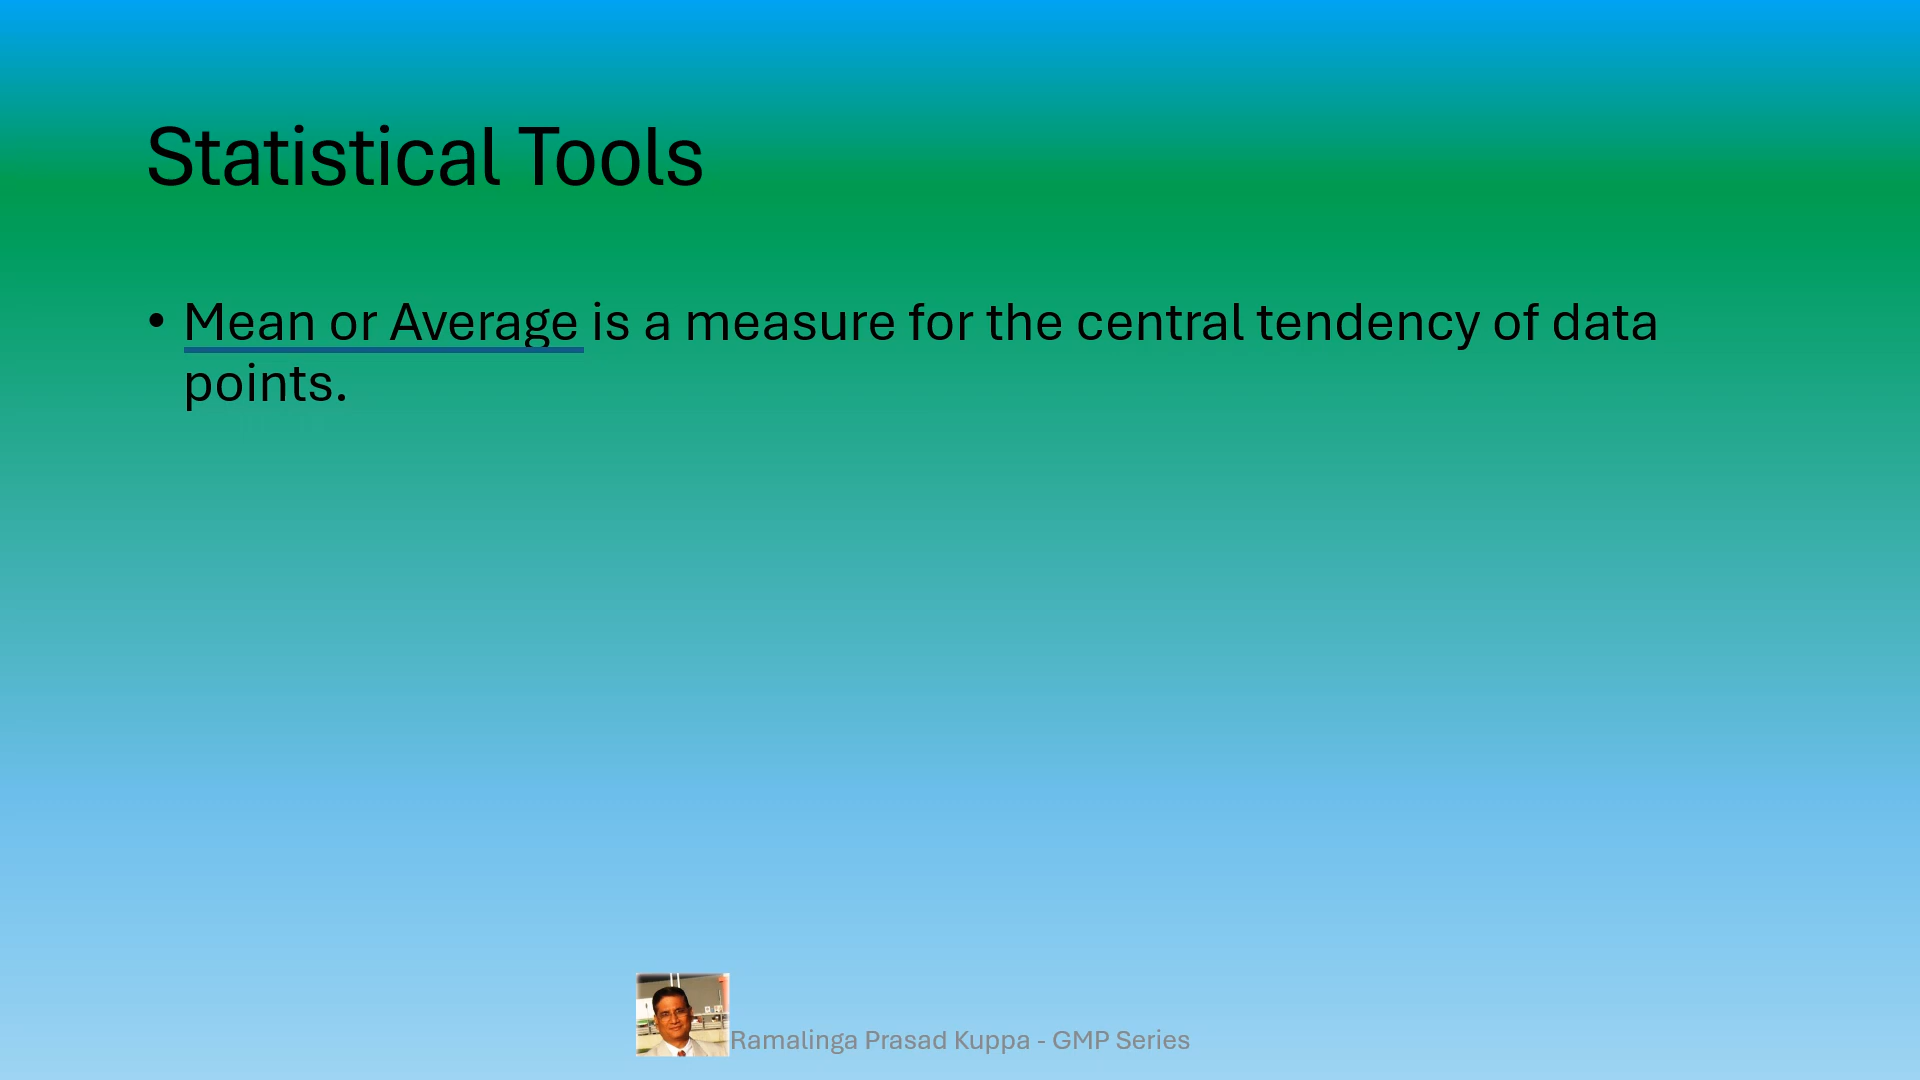 Statistical Tools
• Mean or Average is a measure for the central tendency of data
points.
Ramalinga Prasad Kuppa - GMP Series